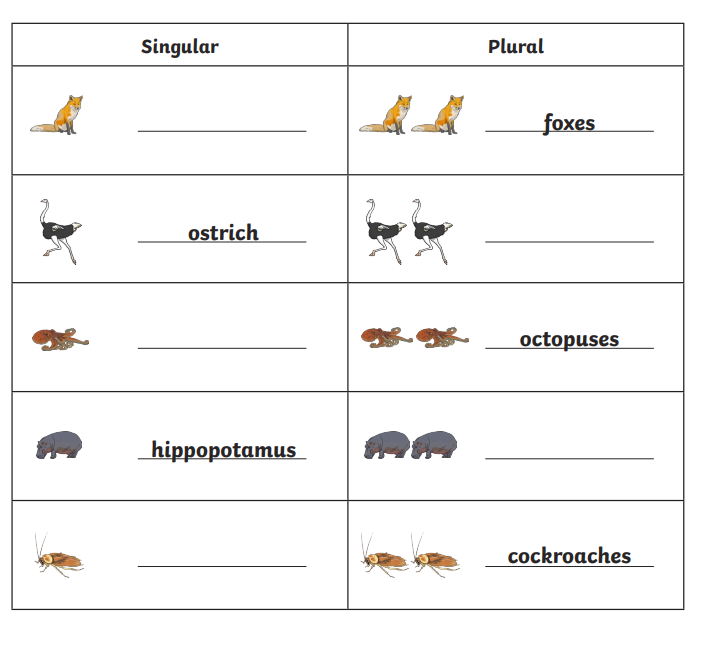 Singular
Plural
foxes
ostrich
octopuses
hippopotamus
cockroaches